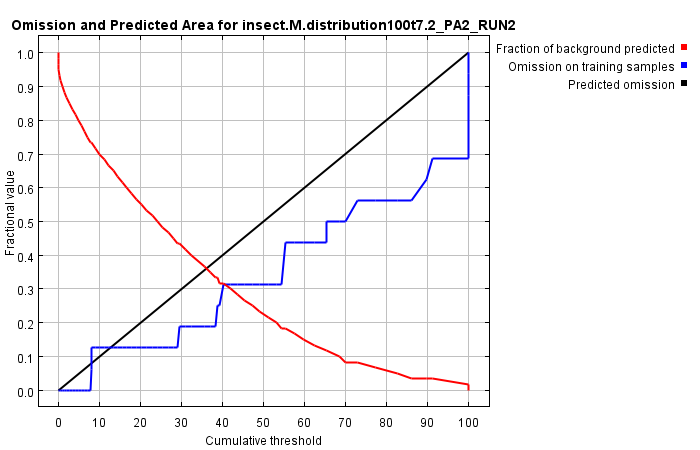 Omission and Predicted Area for insect.M.distribution100t7.2_PA2_RUN2
Fraction of background predicted
Omission on training samples
Predicted omission
1.0
0.9
0.8
0.7
0.6
0.5
0.4
0.3
0.2
0.1
0.0
Fractional value
0 10 20 30 40 50 60 70 80 90 100
Cumulative threshold